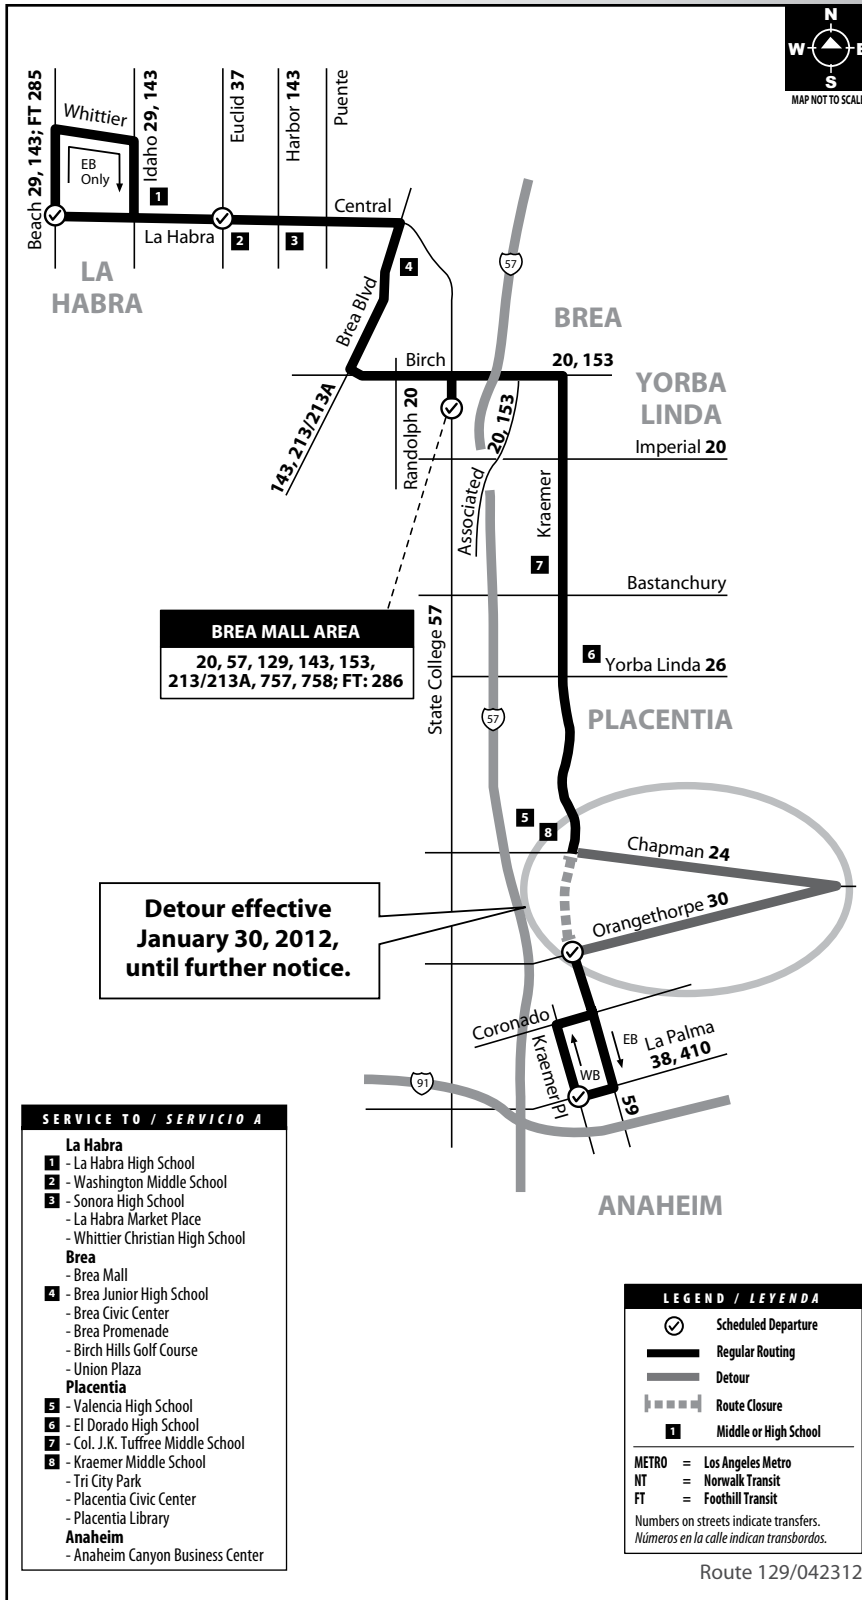 N
W E
S
MAP NOT TO SCALE
Beach 29, 143; FT 285
Whittier
EB
Only
Idaho 29, 143
Euclid 37
Harbor 143
Puente
1
La Habra
2
3
Central
4
LA
HABRA
57
BREA
Brea Blvd
Birch
20, 153
YORBA
LINDA
143, 213/213A
Randolph 20
20, 153
Associated
Imperial 20
Kraemer
7
Bastanchury
BREA MALL AREA
20, 57, 129, 143, 153,
213/213A, 757, 758; FT: 286
State College 57
6
Yorba Linda 26
57
PLACENTIA
5
8
Chapman 24
Orangethorpe 30
Detour effective
January 30, 2012,
until further notice.
Coronado
Kraemer Pl
WB
EB
La Palma
38, 410
59
91
ANAHEIM
SERVICE TO / SERVICIO A
La Habra
1 - La Habra High School
2 - Washington Middle School
3 - Sonora High School
- La Habra Market Place
- Whittier Christian High School
Brea
- Brea Mall
4 - Brea Junior High School
- Brea Civic Center
- Brea Promenade
- Birch Hills Golf Course
- Union Plaza
Placentia
5 - Valencia High School
6 - El Dorado High School
7 - Col. J.K. Tuffree Middle School
8 - Kraemer Middle School
- Tri City Park
- Placentia Civic Center
- Placentia Library
Anaheim
- Anaheim Canyon Business Center
LEGEND / LEYENDA
Scheduled Departure
Regular Routing
Detour
Route Closure
1 Middle or High School
METRO = Los Angeles Metro
NT = Norwalk Transit
FT = Foothill Transit
Numbers on streets indicate transfers.
Números en la calle indican transbordos.
Route 129/042312